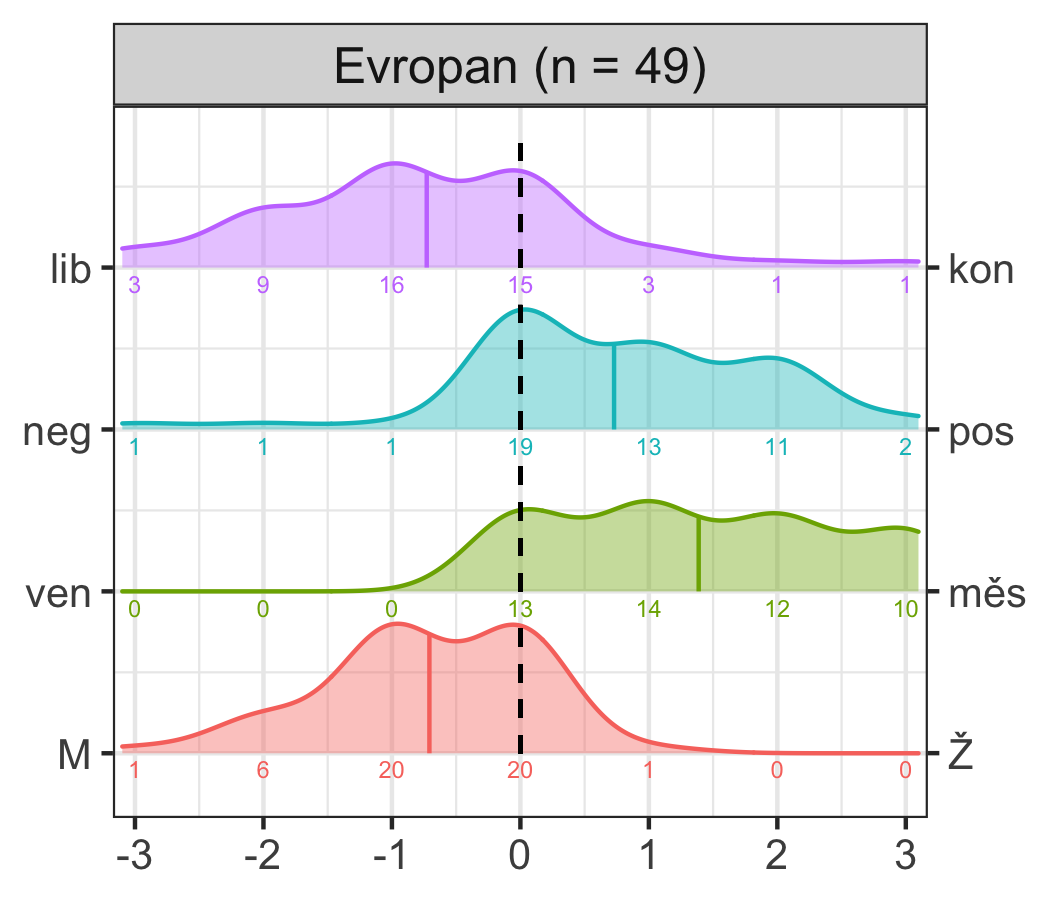 Evropan (n = 49)
lib kon
3 9 16 15 3 1 1
neg pos
1 1 1 19 13 11 2
ven měs
0 0 0 13 14 12 10
M Ž
1 6 20 20 1 0 0
-3 -2 -1 0 1 2 3